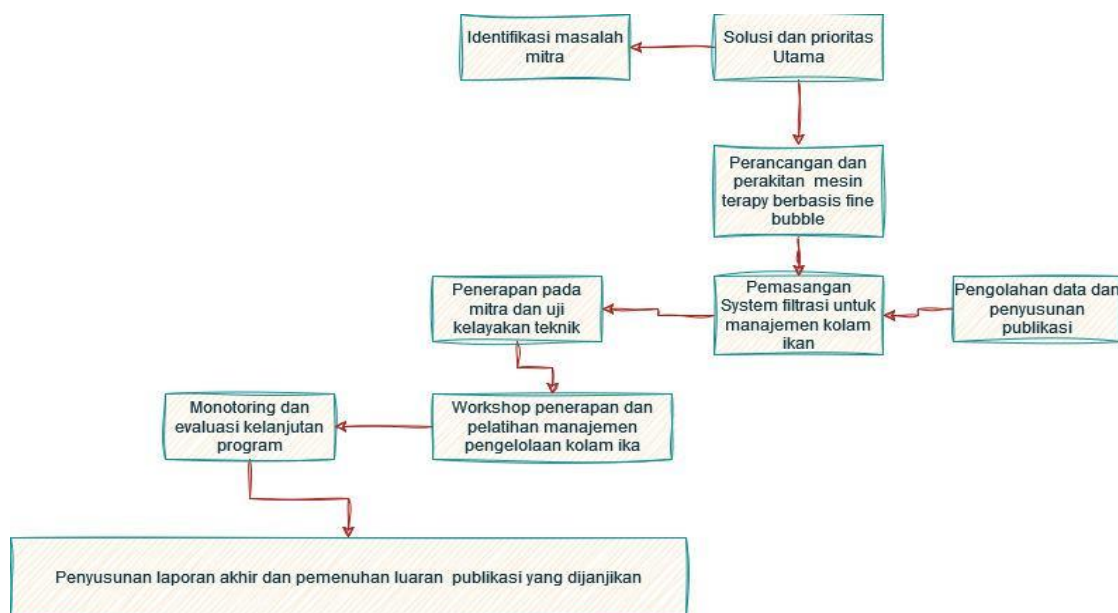 Identifikasi masalah
mitra
Solusi dan prioritas
Utama
Perancangan dan
perakitan mesin
terapy berbasis fine
bubble
Penerapan pada
mitra dan uji
kelayakan teknik
Pemasangan
System filtrasi untuk
manajemen kolam
ikan
Pengolahan data dan
penyusunan
publikasi
Monotoring dan
evaluasi kelanjutan
program
Workshop penerapan dan
pelatihan manajemen
pengelolaan kolam ika
Penyusunan laporan akhir dan pemenuhan luaran publikasi yang dijanjikan